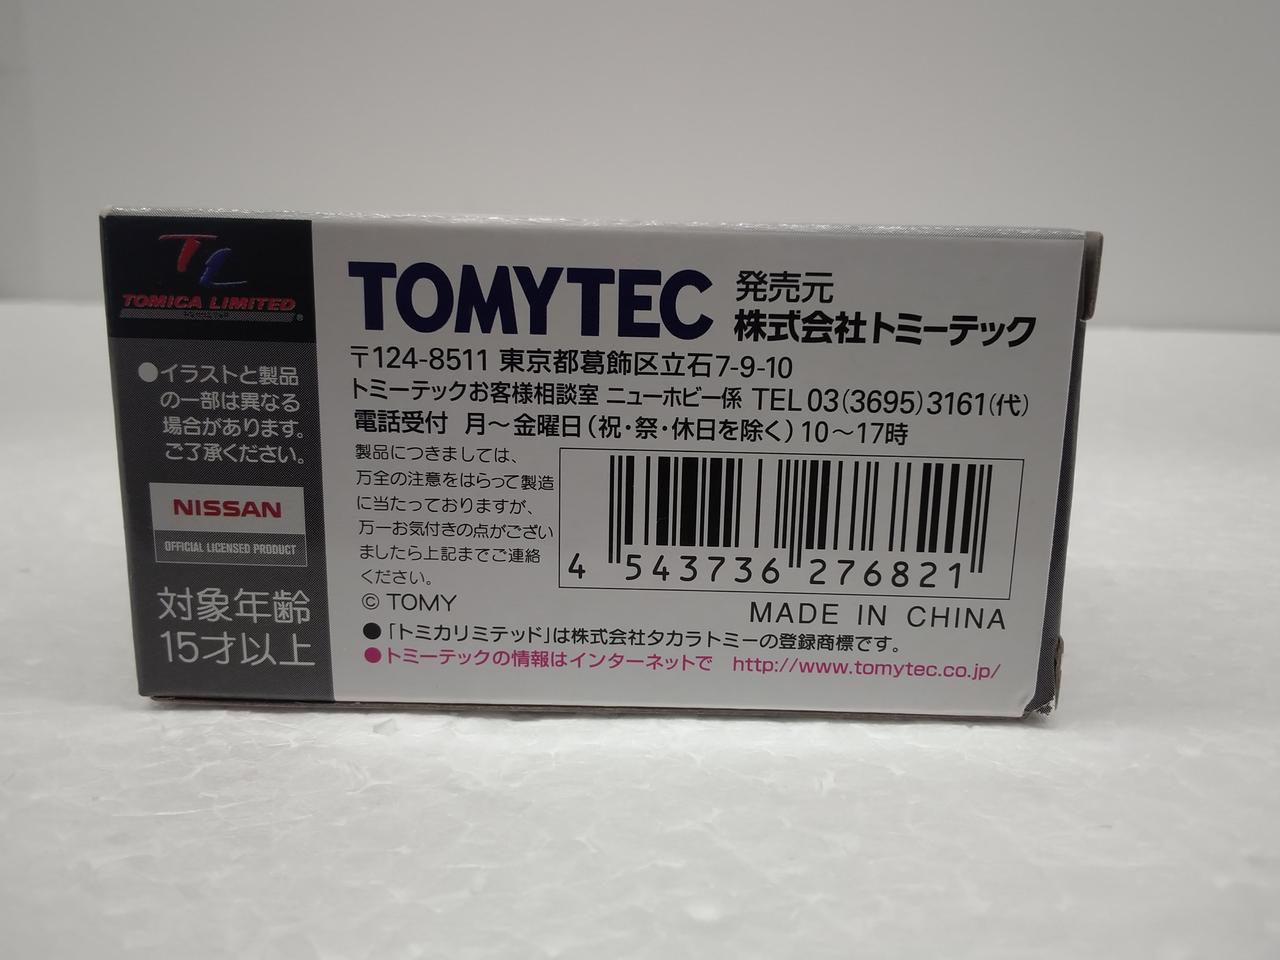 TL
TOMICA LIMITED
®
●イラストと製品
の一部は異なる
場合があります。
ご了承ください。
NISSAN
OFFICIAL LICENSED PRODUCT
対象年齢
15才以上
TOMYTEC 発売元
株式会社トミーテック
〒124-8511 東京都葛飾区立石7-9-10
トミーテックお客様相談室 ニューホビー係 TEL 03(3695)3161(代)
電話受付 月～金曜日(祝・祭・休日を除く)10～17時
製品につきましては、
万全の注意をはらって製造
に当たっておりますが、
万一お気付きの点がござい
ましたら上記までご連絡
ください。
4 543736 276821
© TOMY
MADE IN CHINA
●「トミカリミテッド」は株式会社タカラトミーの登録商標です。
●トミーテックの情報はインターネットで http://www.tomytec.co.jp/